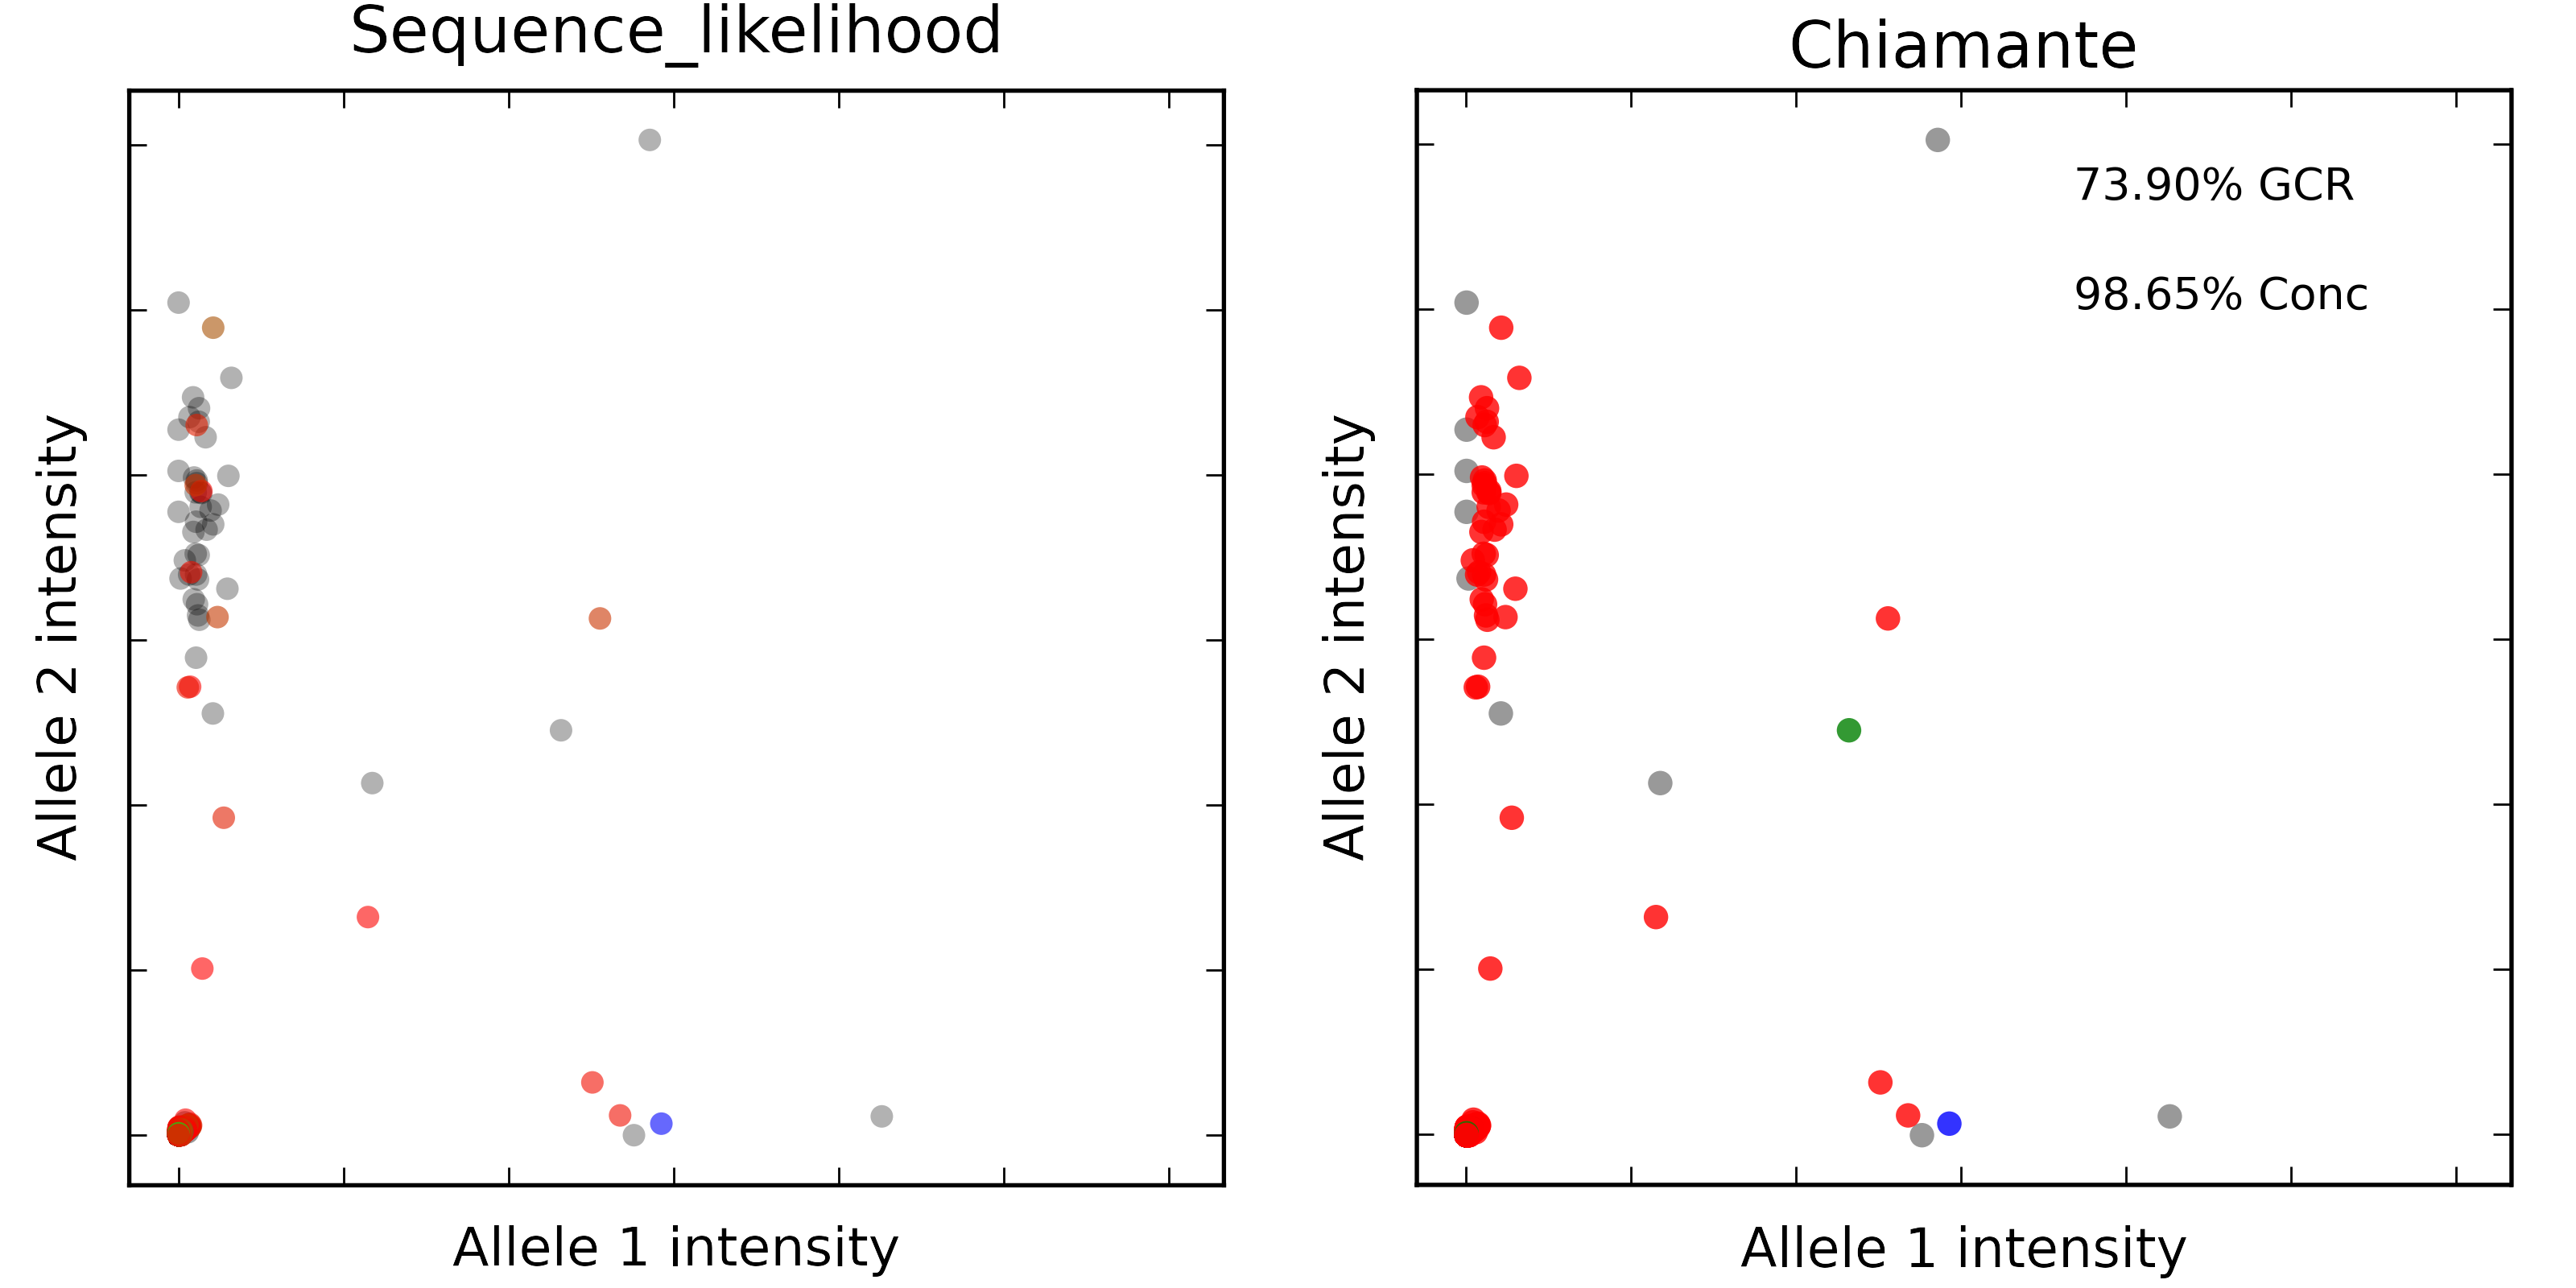 Sequence_likelihood
Allele 2 intensity
Allele 1 intensity
Chiamante
73.90% GCR
98.65% Conc
Allele 2 intensity
Allele 1 intensity